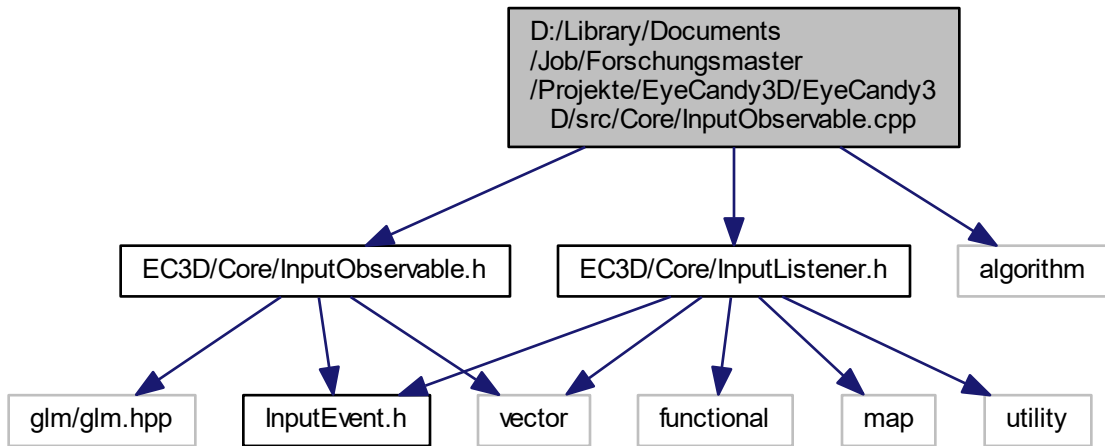 D:/Library/Documents
/Job/Forschungsmaster
/Projekte/EyeCandy3D/EyeCandy3
D/src/Core/InputObservable.cpp
EC3D/Core/InputObservable.h
EC3D/Core/InputListener.h
algorithm
glm/glm.hpp
InputEvent.h
vector
functional
map
utility